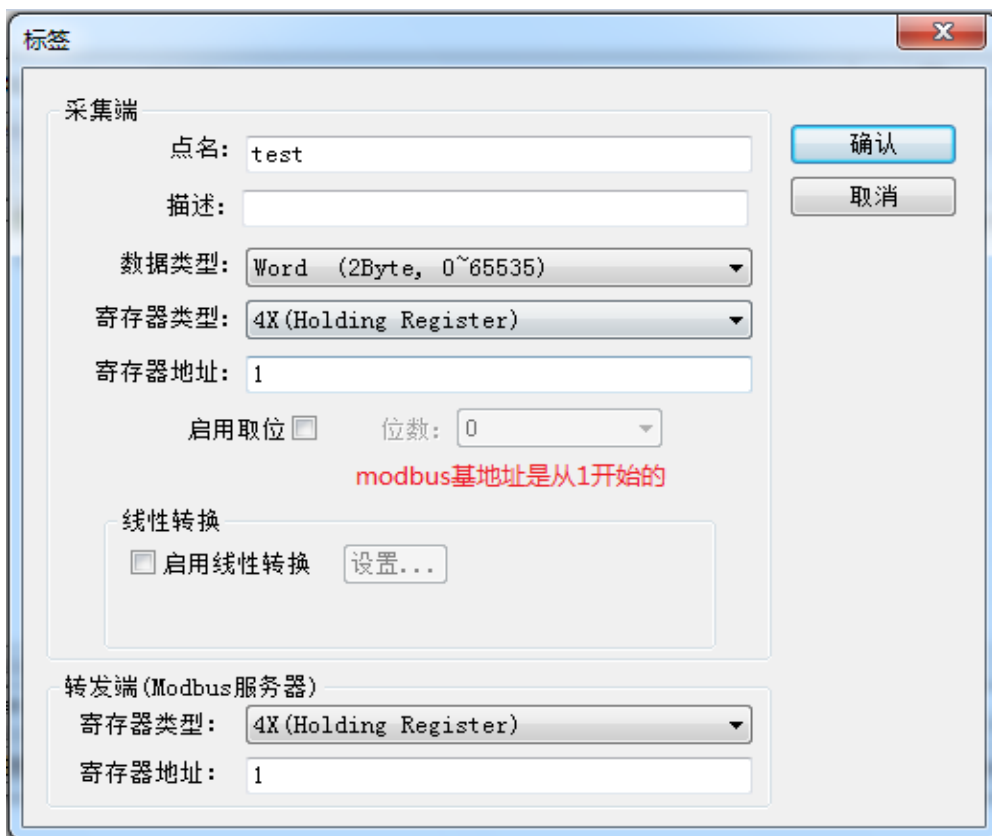 标签
采集端
点名: test
确认
描述:
取消
数据类型: Word (2Byte, 0~65535)
寄存器类型: 4X(Holding Register)
寄存器地址: 1
启用取位 位数: 0
modbus基地址是从1开始的
线性转换
启用线性转换 设置...
转发端(Modbus服务器)
寄存器类型: 4X(Holding Register)
寄存器地址: 1